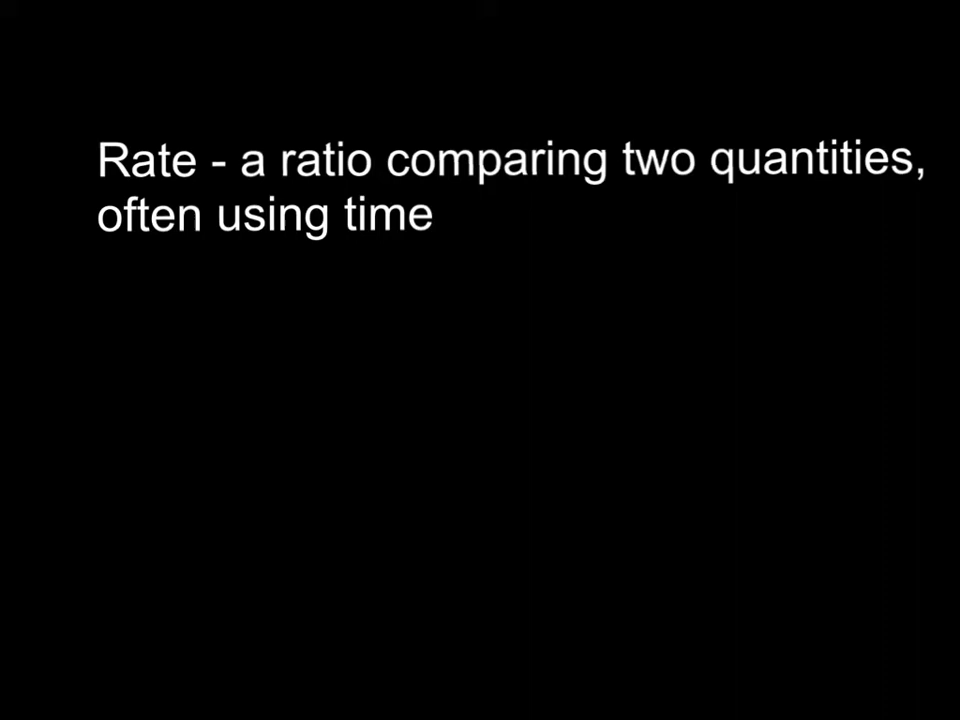 Rate - a ratio comparing two quantities,
often using time